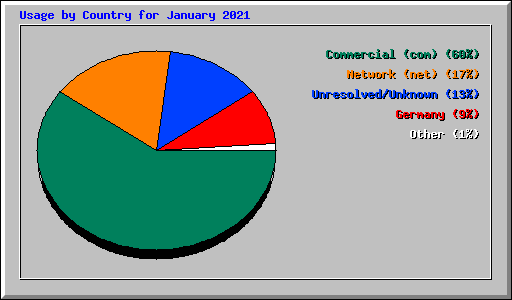 Usage by Country for January 2021
Commercial (com) (60%)
Network (net) (17%)
Unresolved/Unknown (13%)
Germany (9%)
Other (1%)